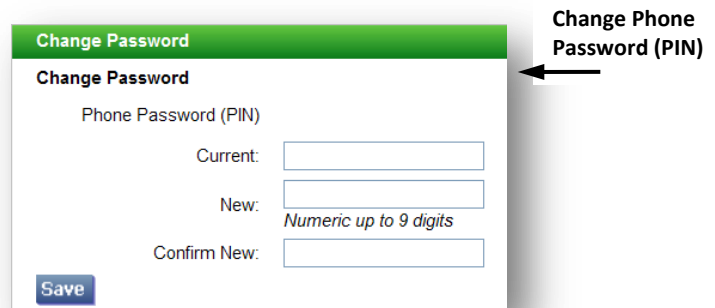 Change Phone
Password (PIN)
Change Password
Change Password
Phone Password (PIN)
Current:
New:
Numeric up to 9 digits
Confirm New:
Save